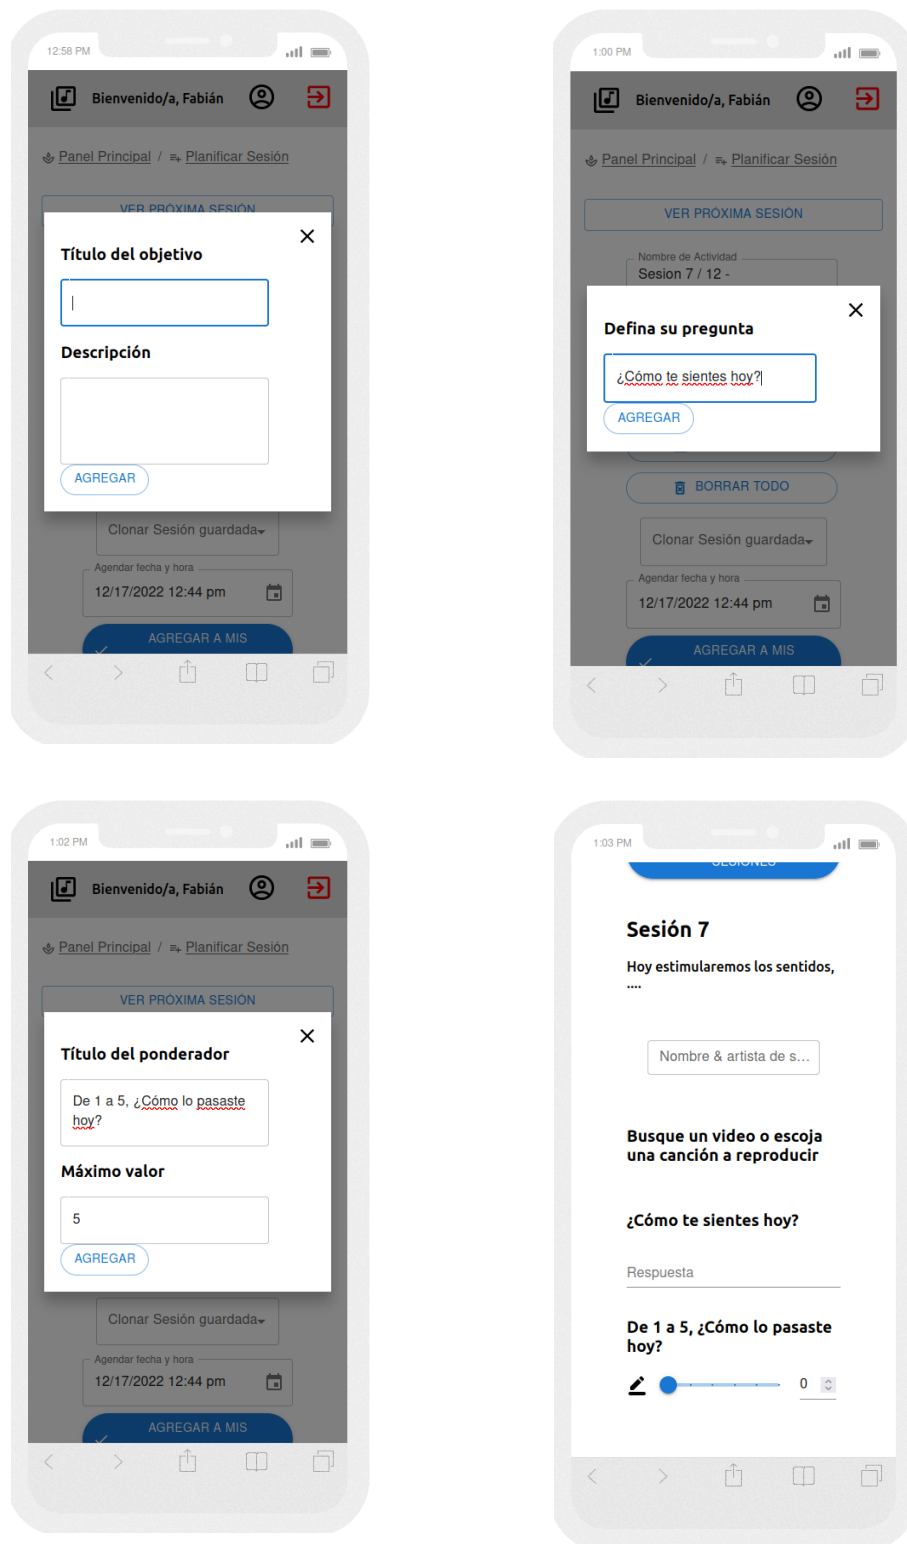 12:58 PM
Bienvenido/a, Fabián
Panel Principal / Planificar Sesión
VER PRÓXIMA SESIÓN
Título del objetivo
Descripción
AGREGAR
Clonar Sesión guardada
Agendar fecha y hora
12/17/2022 12:44 pm
AGREGAR A MIS
1:00 PM
Bienvenido/a, Fabián
Panel Principal / Planificar Sesión
VER PRÓXIMA SESIÓN
Nombre de Actividad
Sesion 7 / 12 -
Defina su pregunta
¿Cómo te sientes hoy?
AGREGAR
BORRAR TODO
Clonar Sesión guardada
Agendar fecha y hora
12/17/2022 12:44 pm
AGREGAR A MIS
1:02 PM
Bienvenido/a, Fabián
Panel Principal / Planificar Sesión
VER PRÓXIMA SESIÓN
Título del ponderador
De 1 a 5, ¿Cómo lo pasaste
hoy?
Máximo valor
5
AGREGAR
Clonar Sesión guardada
Agendar fecha y hora
12/17/2022 12:44 pm
AGREGAR A MIS
1:03 PM
SESIONES
Sesión 7
Hoy estimularemos los sentidos,
....
Nombre & artista de s...
Busque un video o escoja
una canción a reproducir
¿Cómo te sientes hoy?
Respuesta
De 1 a 5, ¿Cómo lo pasaste
hoy?
0